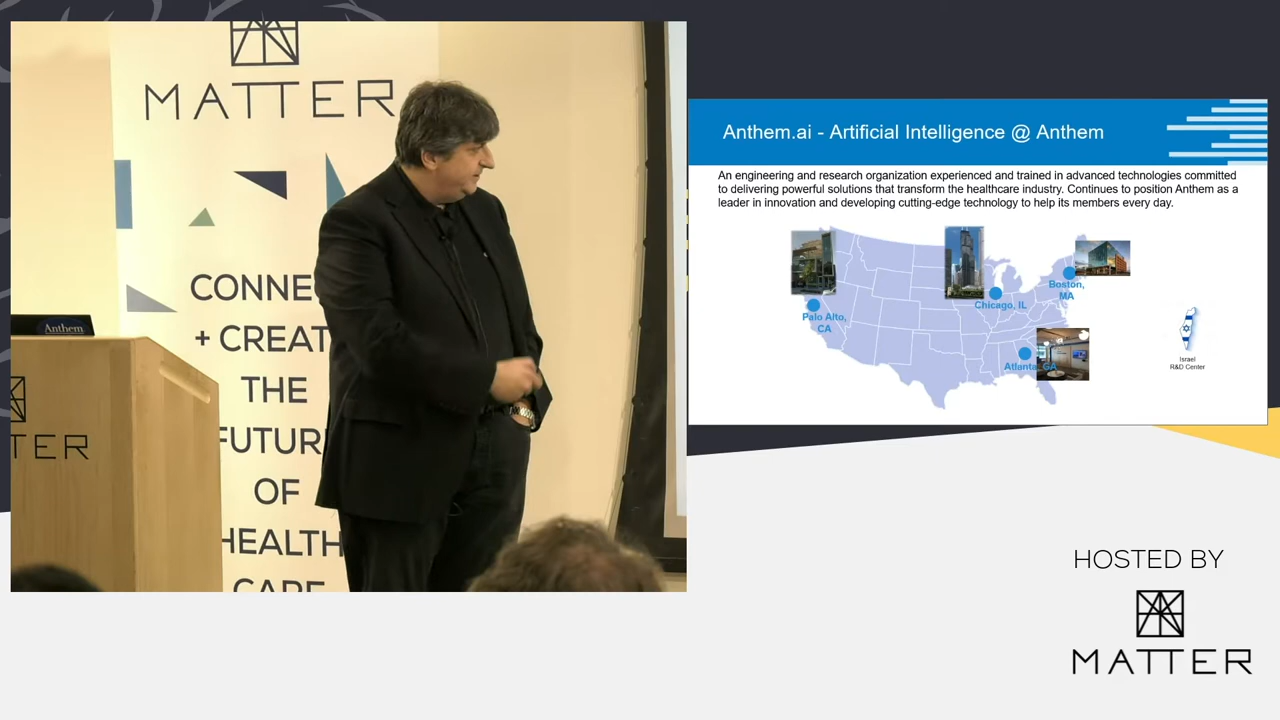 MATTER
CONNE
+ CREAT
THE
FUTUR
OF
HEALTH
CARE
Anthem
TER
Anthem.ai - Artificial Intelligence @ Anthem
An engineering and research organization experienced and trained in advanced technologies committed
to delivering powerful solutions that transform the healthcare industry. Continues to position Anthem as a
leader in innovation and developing cutting-edge technology to help its members every day.
Palo Alto,
CA
Chicago, IL
Boston,
MA
Atlanta, GA
Israel
R&D Center
HOSTED BY
MATTER